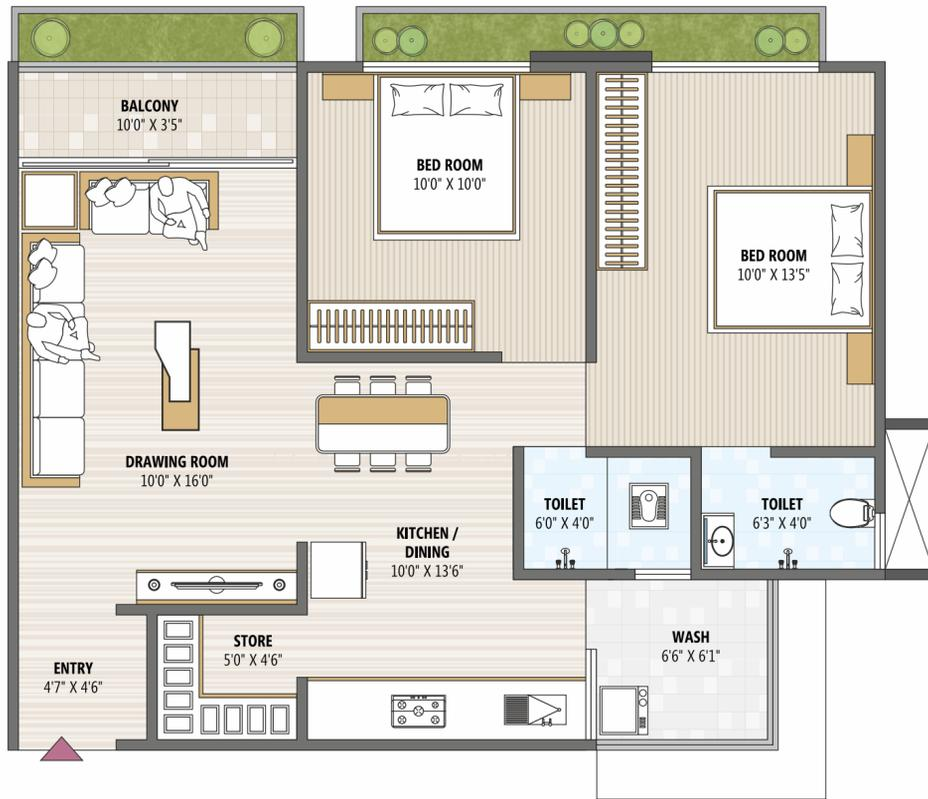 BALCONY
10'0" X 3'5"
BED ROOM
10'0" X 10'0"
BED ROOM
10'0" X 13'5"
DRAWING ROOM
10'0" X 16'0"
KITCHEN /
DINING
10'0" X 13'6"
TOILET
6'0" X 4'0"
TOILET
6'3" X 4'0"
STORE
5'0" X 4'6"
WASH
6'6" X 6'1"
ENTRY
4'7" X 4'6"